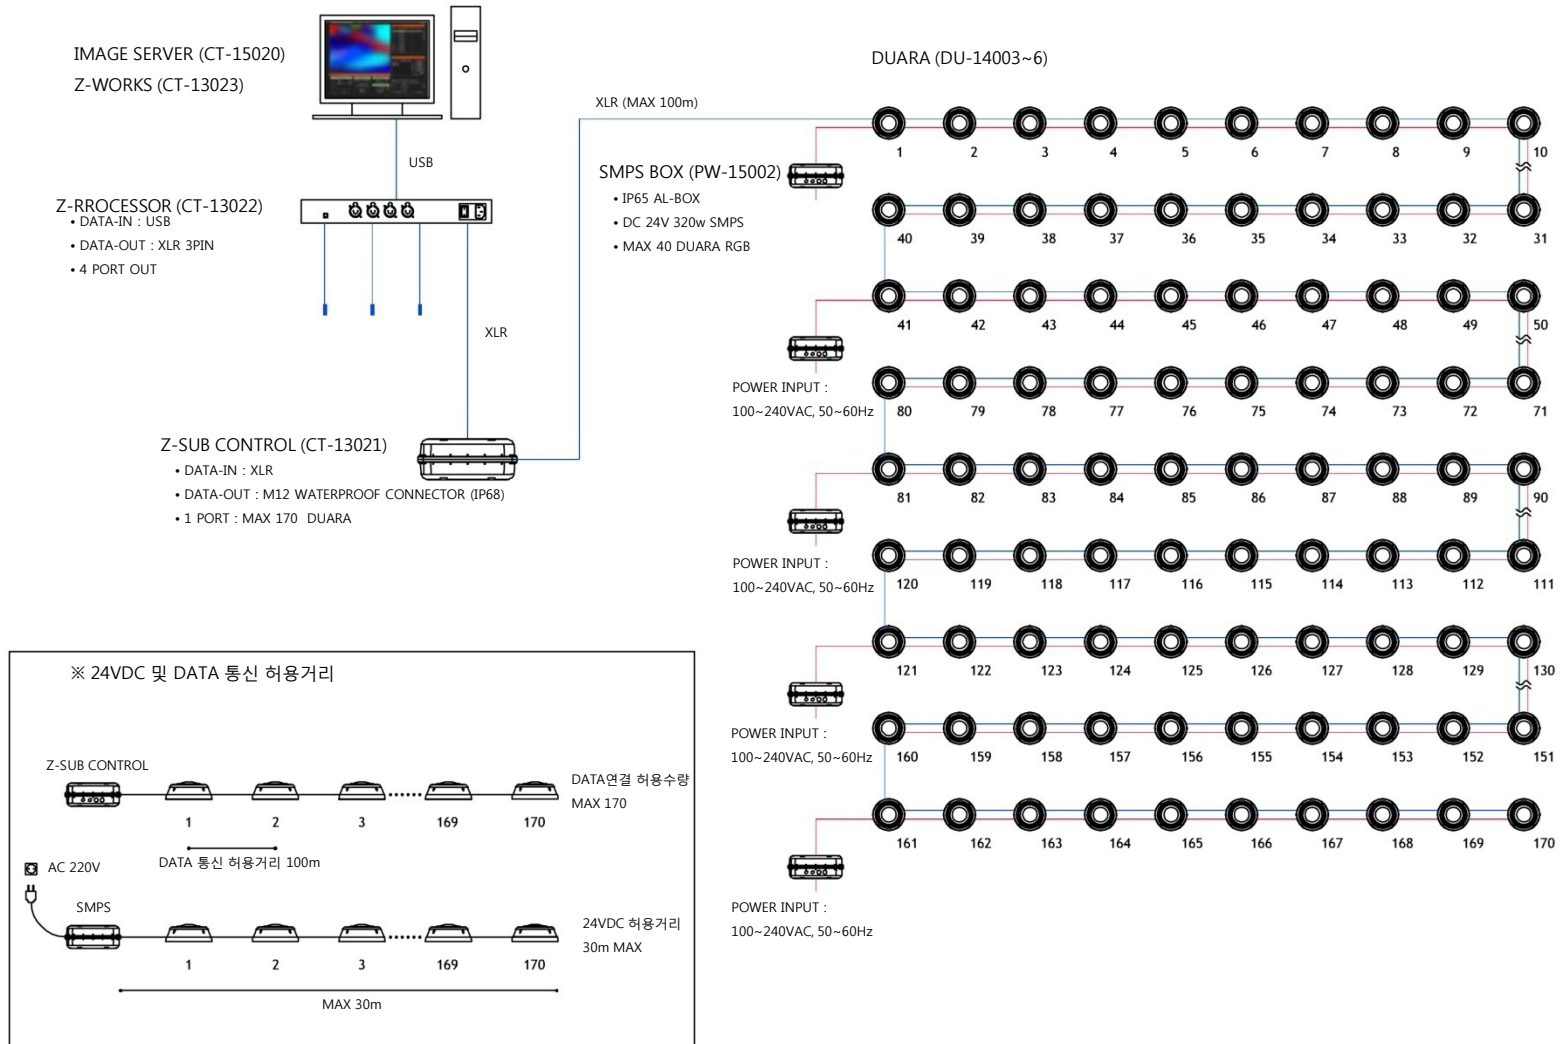 IMAGE SERVER (CT-15020)
Z-WORKS (CT-13023)
USB
Z-RROCESSOR (CT-13022)
• DATA-IN : USB
• DATA-OUT : XLR 3PIN
• 4 PORT OUT
XLR
Z-SUB CONTROL (CT-13021)
• DATA-IN : XLR
• DATA-OUT : M12 WATERPROOF CONNECTOR (IP68)
• 1 PORT : MAX 170 DUARA
XLR (MAX 100m)
SMPS BOX (PW-15002)
• IP65 AL-BOX
• DC 24V 320w SMPS
• MAX 40 DUARA RGB
DUARA (DU-14003~6)
1 2 3 4 5 6 7 8 9 10
40 39 38 37 36 35 34 33 32 31
41 42 43 44 45 46 47 48 49 50
POWER INPUT :
100~240VAC, 50~60Hz
80 79 78 77 76 75 74 73 72 71
81 82 83 84 85 86 87 88 89 90
POWER INPUT :
100~240VAC, 50~60Hz
120 119 118 117 116 115 114 113 112 111
121 122 123 124 125 126 127 128 129 130
POWER INPUT :
100~240VAC, 50~60Hz
160 159 158 157 156 155 154 153 152 151
161 162 163 164 165 166 167 168 169 170
POWER INPUT :
100~240VAC, 50~60Hz
※ 24VDC 및 DATA 통신 허용거리
Z-SUB CONTROL
1 2 3 169 170
DATA연결 허용수량
MAX 170
DATA 통신 허용거리 100m
AC 220V
SMPS
1 2 3 169 170
24VDC 허용거리
30m MAX
MAX 30m